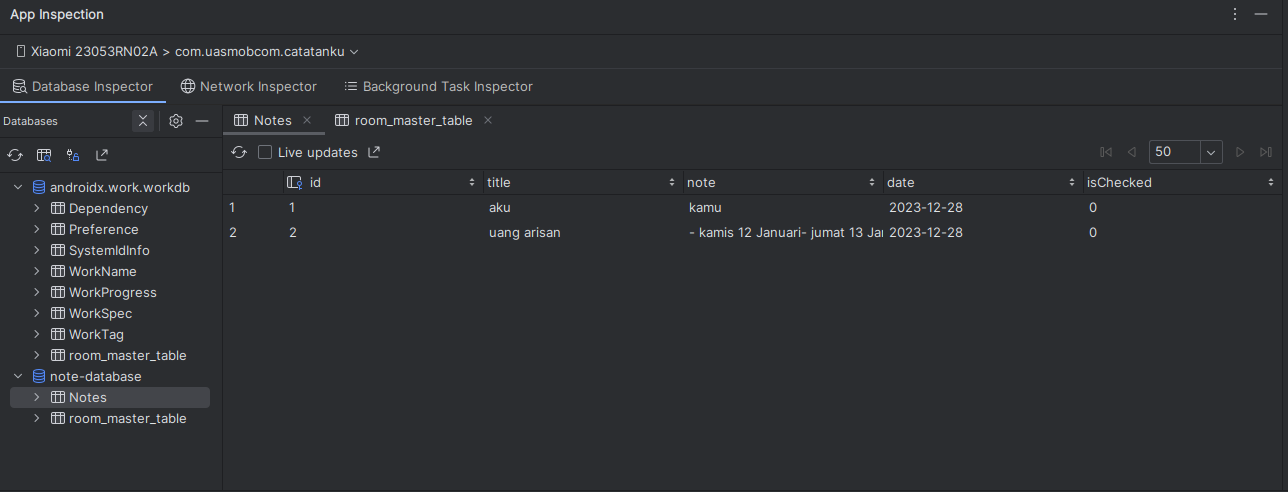 App Inspection
Xiaomi 23053RN02A > com.uasmobcom.catatanku
Database Inspector Network Inspector Background Task Inspector
Databases
Notes room_master_table
Live updates 50
androidx.work.workdb
Dependency
Preference
SystemIdInfo
WorkName
WorkProgress
WorkSpec
WorkTag
room_master_table
note-database
Notes
room_master_table
id title note date isChecked
1 1 aku kamu 2023-12-28 0
2 2 uang arisan - kamis 12 Januari- jumat 13 Jan 2023-12-28 0